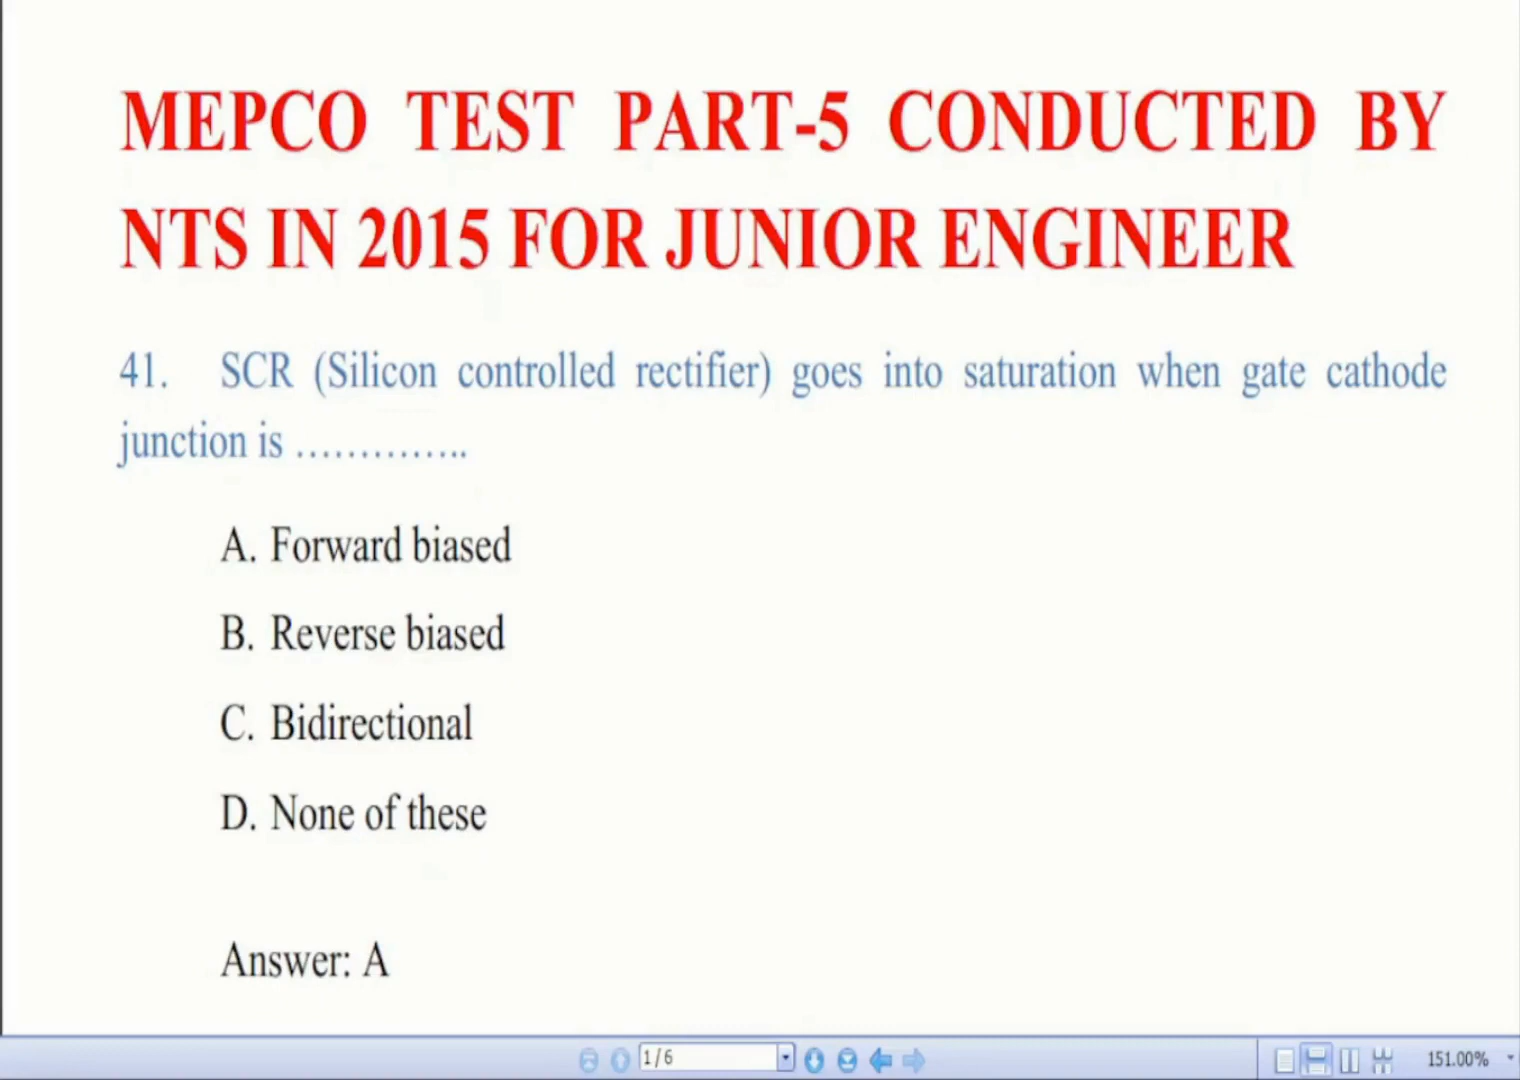 MEPCO TEST PART-5 CONDUCTED BY
NTS IN 2015 FOR JUNIOR ENGINEER
41. SCR (Silicon controlled rectifier) goes into saturation when gate cathode
junction is …………..
A. Forward biased
B. Reverse biased
C. Bidirectional
D. None of these
Answer: A
1/6
151.00%